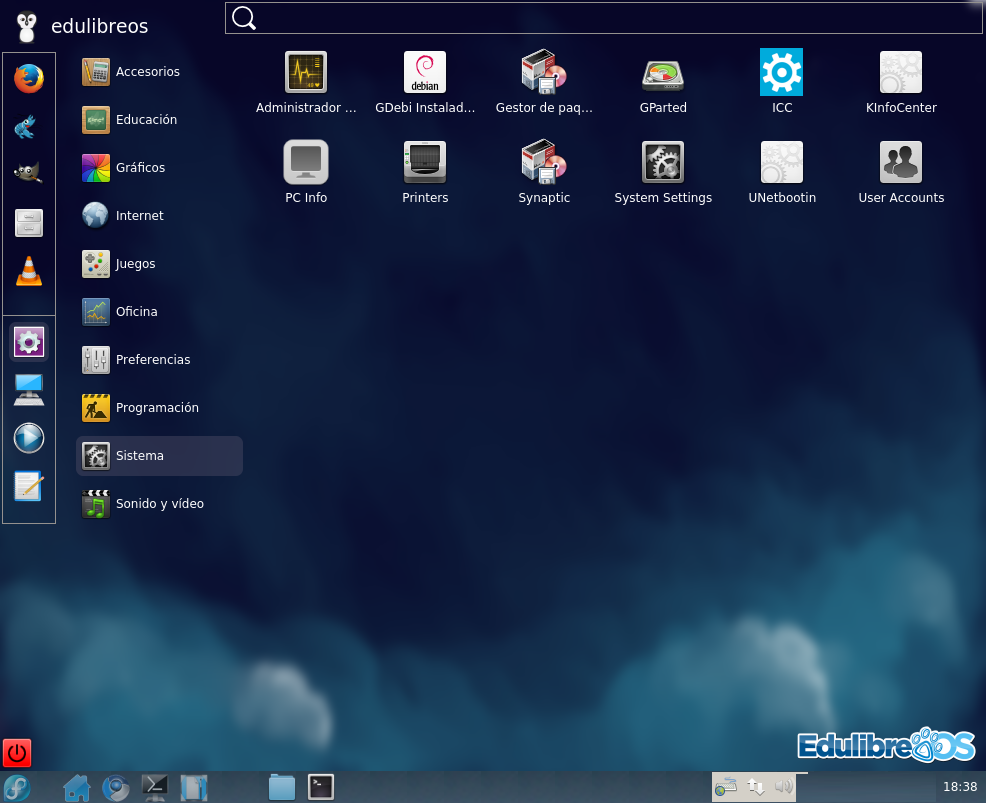 edulibreos
Accesorios
Educación
Gráficos
Internet
Juegos
Oficina
Preferencias
Programación
Sistema
Sonido y vídeo
Administrador ...
GDebi Instalad...
Gestor de paq...
GParted
ICC
KInfoCenter
PC Info
Printers
Synaptic
System Settings
UNetbootin
User Accounts
debian
EdulibreOS
18:38